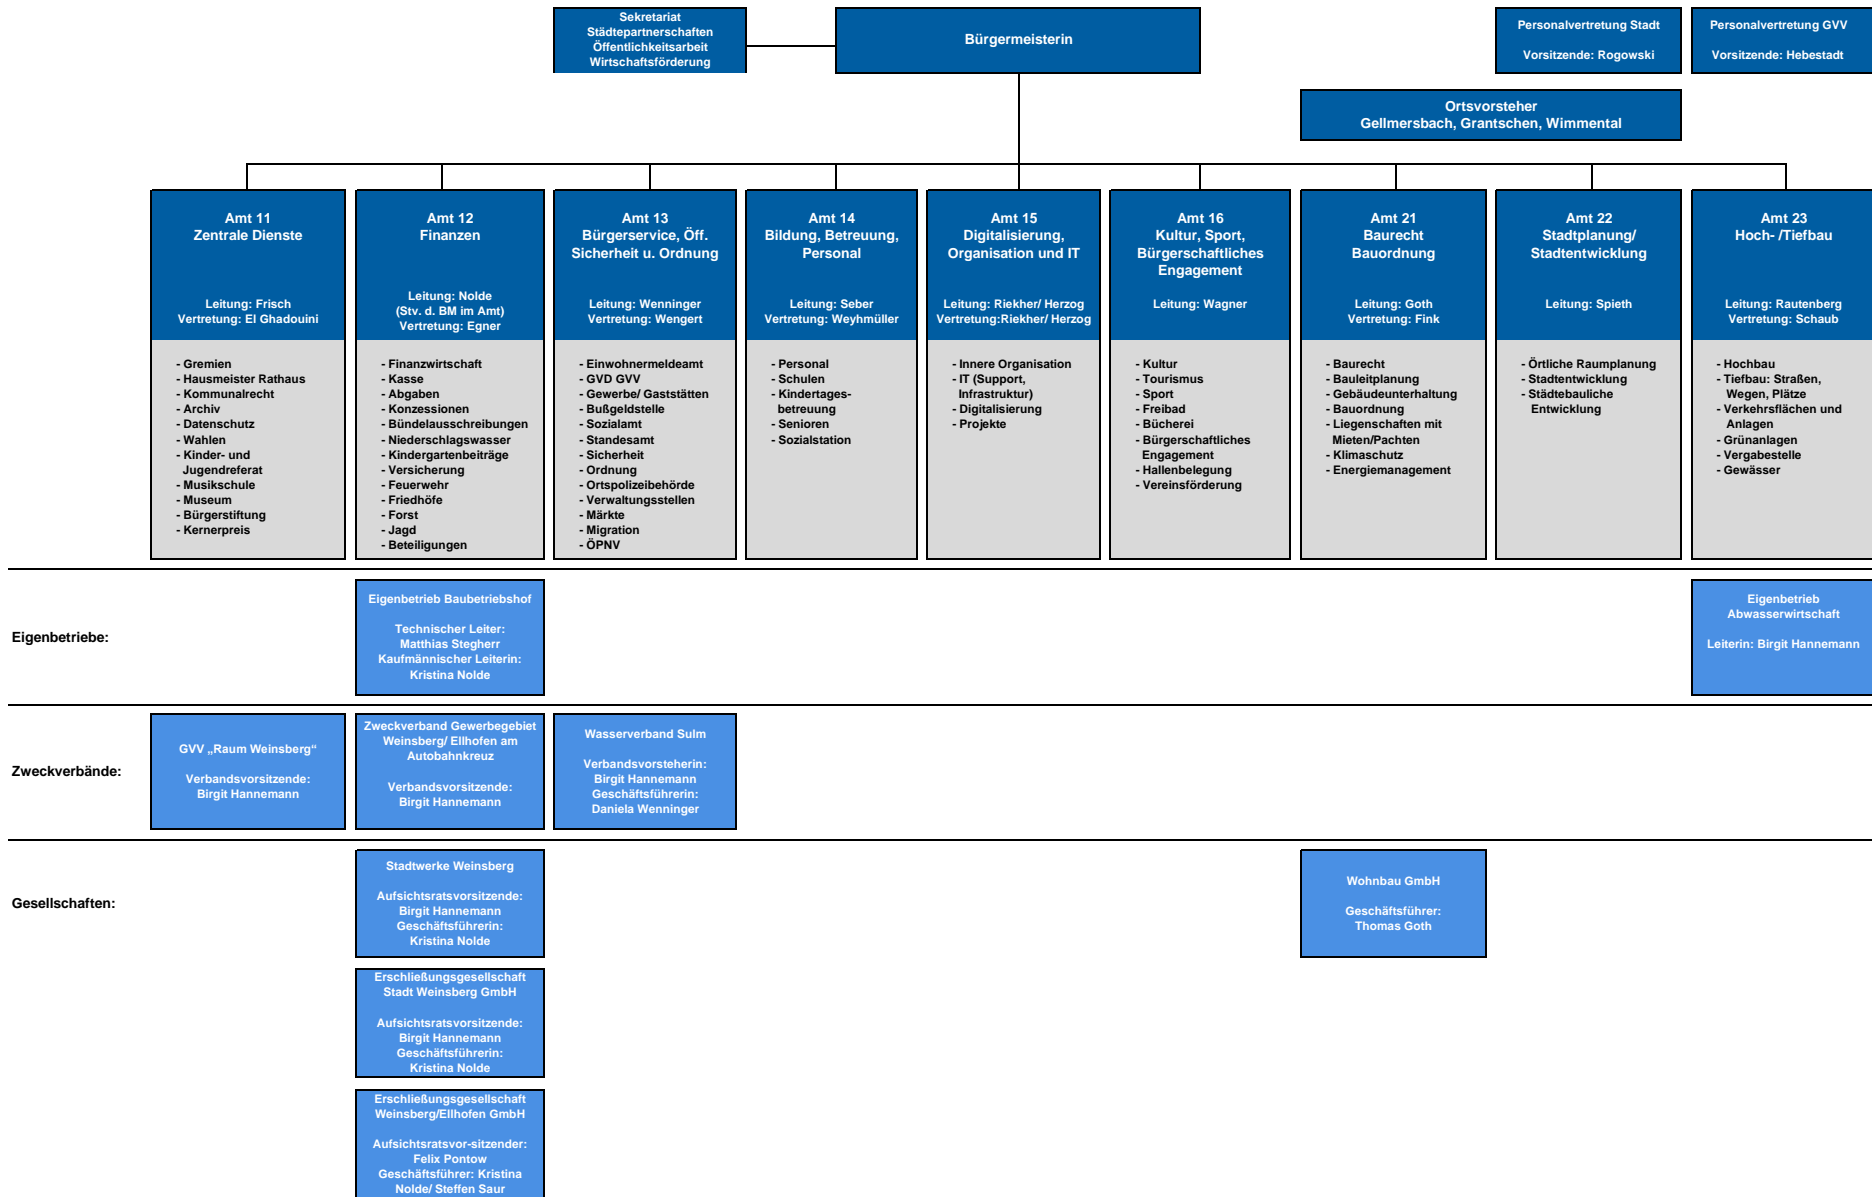 Sekretariat
Städtepartnerschaften
Öffentlichkeitsarbeit
Wirtschaftsförderung
Bürgermeisterin
Personalvertretung Stadt
Vorsitzende: Rogowski
Personalvertretung GVV
Vorsitzende: Hebestadt
Ortsvorsteher
Gellmersbach, Grantschen, Wimmental
Amt 11
Zentrale Dienste
Leitung: Frisch
Vertretung: El Ghadouini
- Gremien
- Hausmeister Rathaus
- Kommunalrecht
- Archiv
- Datenschutz
- Wahlen
- Kinder- und
Jugendreferat
- Musikschule
- Museum
- Bürgerstiftung
- Kernerpreis
Amt 12
Finanzen
Leitung: Nolde
(Stv. d. BM im Amt)
Vertretung: Egner
- Finanzwirtschaft
- Kasse
- Abgaben
- Konzessionen
- Bündelausschreibungen
- Niederschlagswasser
- Kindergartenbeiträge
- Versicherung
- Feuerwehr
- Friedhöfe
- Forst
- Jagd
- Beteiligungen
Amt 13
Bürgerservice, Öff.
Sicherheit u. Ordnung
Leitung: Wenninger
Vertretung: Wengert
- Einwohnermeldeamt
- GVD GVV
- Gewerbe/ Gaststätten
- Bußgeldstelle
- Sozialamt
- Standesamt
- Sicherheit
- Ordnung
- Ortspolizeibehörde
- Verwaltungsstellen
- Märkte
- Migration
- ÖPNV
Amt 14
Bildung, Betreuung,
Personal
Leitung: Seber
Vertretung: Weyhmüller
- Personal
- Schulen
- Kindertages-
betreuung
- Senioren
- Sozialstation
Amt 15
Digitalisierung,
Organisation und IT
Leitung: Riekher/ Herzog
Vertretung:Riekher/ Herzog
- Innere Organisation
- IT (Support,
Infrastruktur)
- Digitalisierung
- Projekte
Amt 16
Kultur, Sport,
Bürgerschaftliches
Engagement
Leitung: Wagner
- Kultur
- Tourismus
- Sport
- Freibad
- Bücherei
- Bürgerschaftliches
Engagement
- Hallenbelegung
- Vereinsförderung
Amt 21
Baurecht
Bauordnung
Leitung: Goth
Vertretung: Fink
- Baurecht
- Bauleitplanung
- Gebäudeunterhaltung
- Bauordnung
- Liegenschaften mit
Mieten/Pachten
- Klimaschutz
- Energiemanagement
Amt 22
Stadtplanung/
Stadtentwicklung
Leitung: Spieth
- Örtliche Raumplanung
- Stadtentwicklung
- Städtebauliche
Entwicklung
Amt 23
Hoch- /Tiefbau
Leitung: Rautenberg
Vertretung: Schaub
- Hochbau
- Tiefbau: Straßen,
Wegen, Plätze
- Verkehrsflächen und
Anlagen
- Grünanlagen
- Vergabestelle
- Gewässer
Eigenbetriebe:
Eigenbetrieb Baubetriebshof
Technischer Leiter:
Matthias Stegherr
Kaufmännischer Leiterin:
Kristina Nolde
Eigenbetrieb
Abwasserwirtschaft
Leiterin: Birgit Hannemann
Zweckverbände:
GVV „Raum Weinsberg“
Verbandsvorsitzende:
Birgit Hannemann
Zweckverband Gewerbegebiet
Weinsberg/ Ellhofen am
Autobahnkreuz
Verbandsvorsitzende:
Birgit Hannemann
Wasserverband Sulm
Verbandsvorsteherin:
Birgit Hannemann
Geschäftsführerin:
Daniela Wenninger
Gesellschaften:
Stadtwerke Weinsberg
Aufsichtsratsvorsitzende:
Birgit Hannemann
Geschäftsführerin:
Kristina Nolde
Wohnbau GmbH
Geschäftsführer:
Thomas Goth
Erschließungsgesellschaft
Stadt Weinsberg GmbH
Aufsichtsratsvorsitzende:
Birgit Hannemann
Geschäftsführerin:
Kristina Nolde
Erschließungsgesellschaft
Weinsberg/Ellhofen GmbH
Aufsichtsratsvor-sitzender:
Felix Pontow
Geschäftsführer: Kristina
Nolde/ Steffen Saur